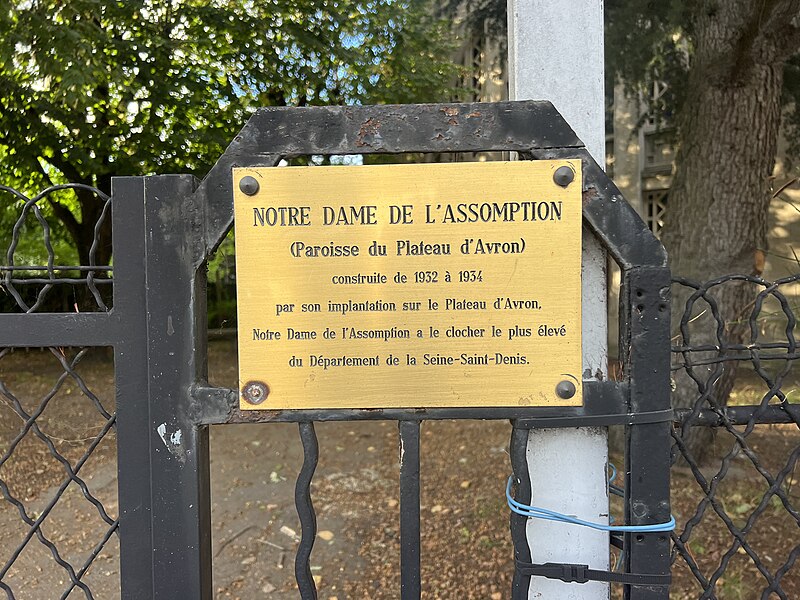 NOTRE DAME DE L'ASSOMPTION
(Paroisse du Plateau d'Avron)
construite de 1932 à 1934
par son implantation sur le Plateau d'Avron,
Notre Dame de l'Assomption a le clocher le plus élevé
du Département de la Seine-Saint-Denis.